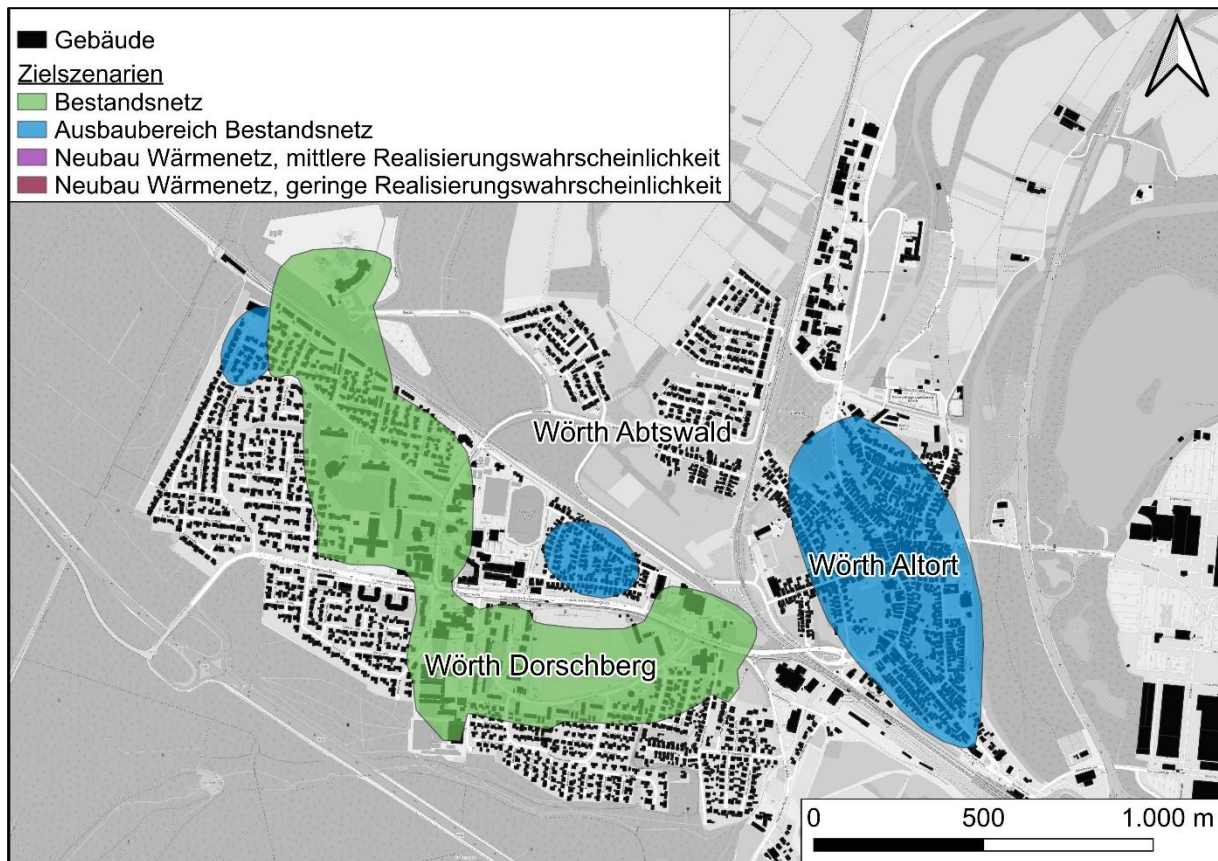 Gebäude
Zielszenarien
Bestandsnetz
Ausbaubereich Bestandsnetz
Neubau Wärmenetz, mittlere Realisierungswahrscheinlichkeit
Neubau Wärmenetz, geringe Realisierungswahrscheinlichkeit
Wörth Abtswald
Wörth Altort
Wörth Dorschberg
0 500 1.000 m